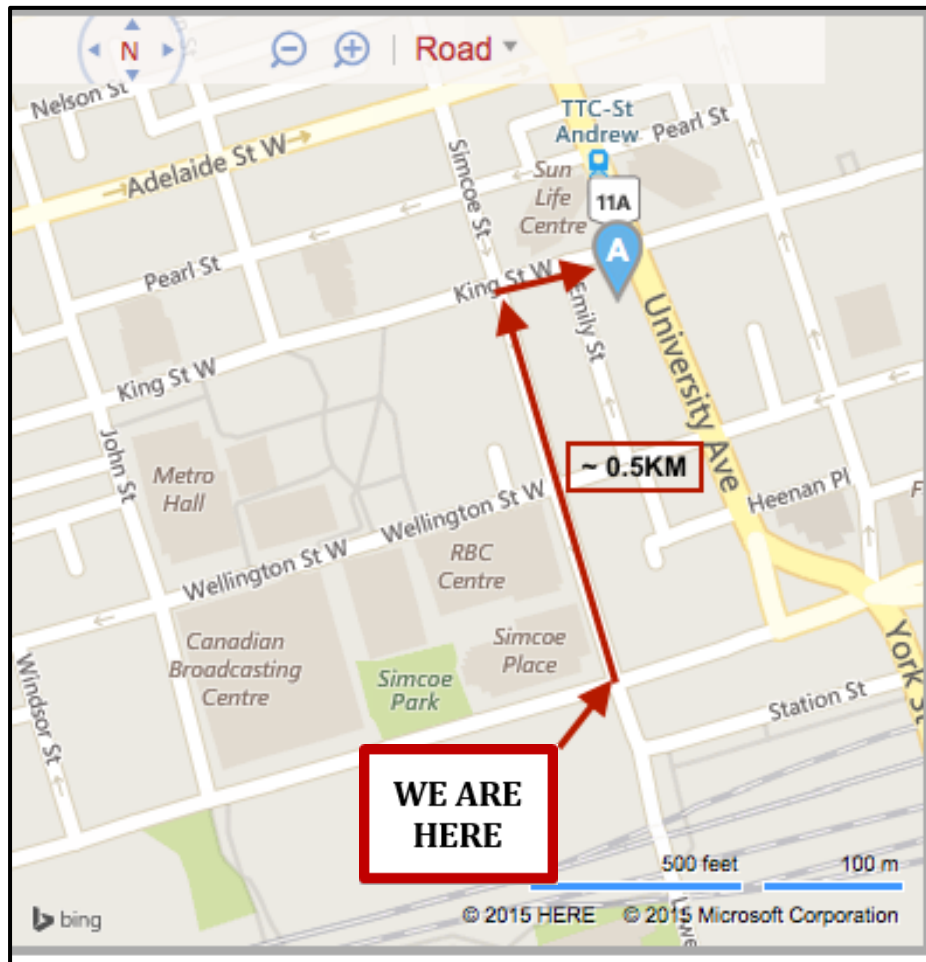 N
Road
Nelson St
Adelaide St W
TTC-St
Andrew
Pearl St
Simcoe St
Sun
Life
Centre
11A
A
Pearl St
King St W
Emily St
University Ave
King St W
John St
Metro
Hall
~ 0.5KM
Heenan Pl
F
Wellington St W
Wellington St W
RBC
Centre
Canadian
Broadcasting
Centre
Simcoe
Place
Simcoe
Park
York St
Windsor St
Station St
WE ARE
HERE
500 feet
100 m
bing
© 2015 HERE
© 2015 Microsoft Corporation